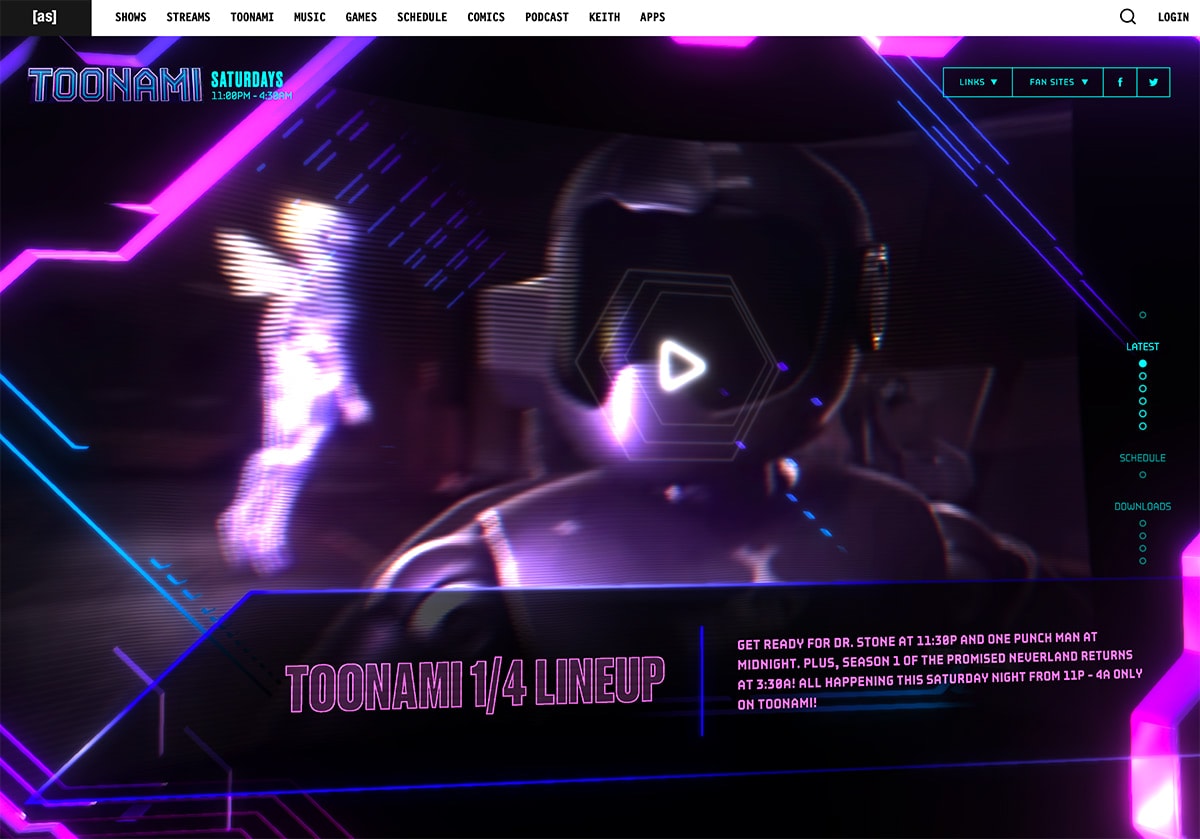 [as] SHOWS STREAMS TOONAMI MUSIC GAMES SCHEDULE COMICS PODCAST KEITH APPS LOGIN
TOONAMI SATURDAYS
11:00PM - 4:30AM
LINKS ▼ FAN SITES ▼ f
LATEST
SCHEDULE
DOWNLOADS
TOONAMI 1/4 LINEUP
GET READY FOR DR. STONE AT 11:30P AND ONE PUNCH MAN AT
MIDNIGHT. PLUS, SEASON 1 OF THE PROMISED NEVERLAND RETURNS
AT 3:30A! ALL HAPPENING THIS SATURDAY NIGHT FROM 11P - 4A ONLY
ON TOONAMI!